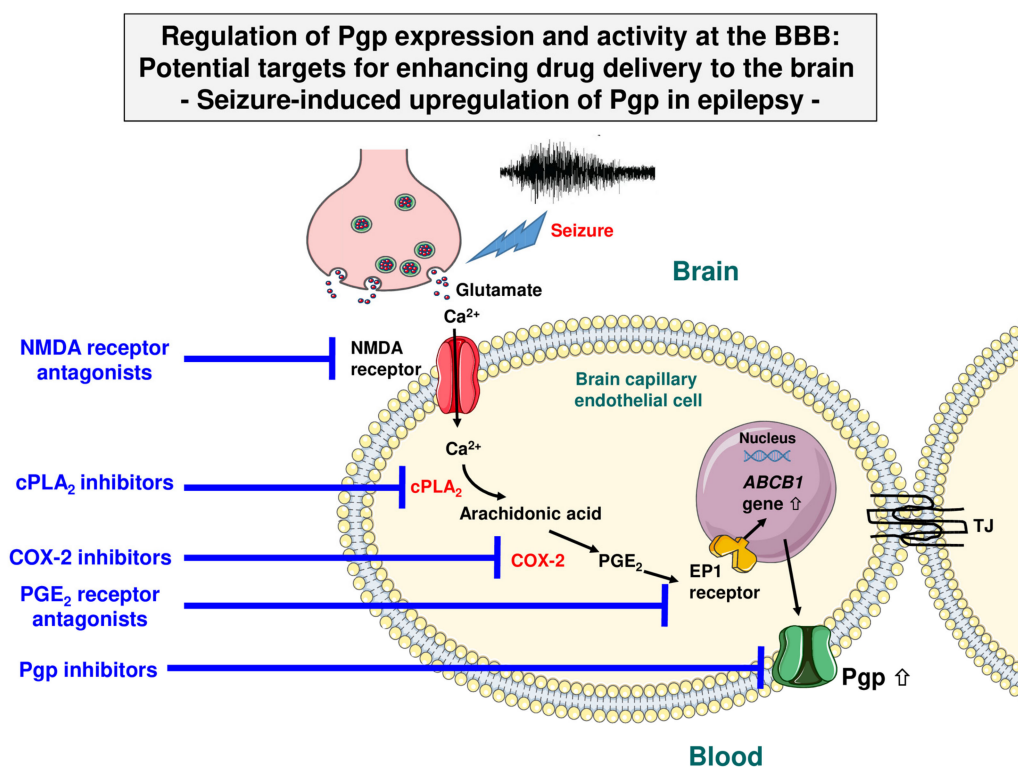 Regulation of Pgp expression and activity at the BBB:
Potential targets for enhancing drug delivery to the brain
- Seizure-induced upregulation of Pgp in epilepsy -
Seizure
Glutamate
Brain
Ca²⁺
NMDA receptor
antagonists
NMDA
receptor
Brain capillary
endothelial cell
Ca²⁺
Nucleus
ABCB1
gene ⇧
cPLA₂ inhibitors
cPLA₂
Arachidonic acid
TJ
COX-2 inhibitors
COX-2
PGE₂
EP1
receptor
PGE₂ receptor
antagonists
Pgp inhibitors
Pgp ⇧
Blood